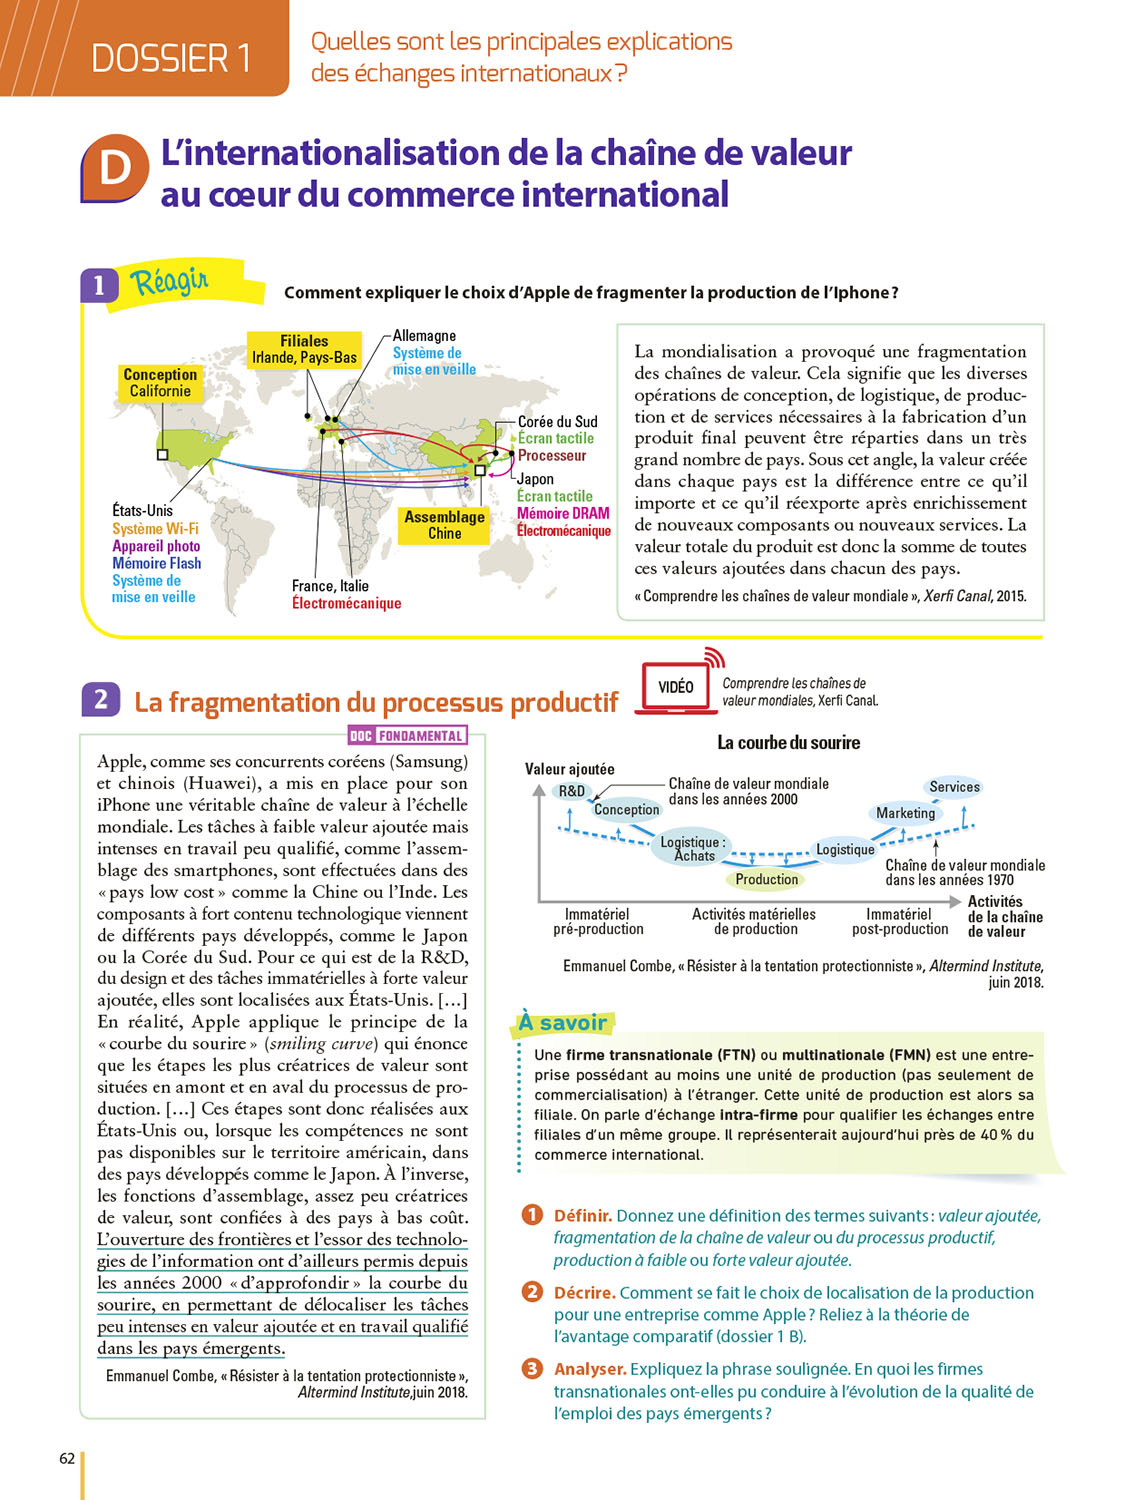 DOSSIER 1
Quelles sont les principales explications
des échanges internationaux ?
D
L'internationalisation de la chaîne de valeur
au cœur du commerce international
1
Réagir
Comment expliquer le choix d'Apple de fragmenter la production de l'Iphone ?
Conception
Californie
Filiales
Irlande, Pays-Bas
Allemagne
Système de
mise en veille
Corée du Sud
Écran tactile
Processeur
Japon
Écran tactile
Mémoire DRAM
Électromécanique
Assemblage
Chine
États-Unis
Système Wi-Fi
Appareil photo
Mémoire Flash
Système de
mise en veille
France, Italie
Électromécanique
La mondialisation a provoqué une fragmentation
des chaînes de valeur. Cela signifie que les diverses
opérations de conception, de logistique, de produc-
tion et de services nécessaires à la fabrication d'un
produit final peuvent être réparties dans un très
grand nombre de pays. Sous cet angle, la valeur créée
dans chaque pays est la différence entre ce qu'il
importe et ce qu'il réexporte après enrichissement
de nouveaux composants ou nouveaux services. La
valeur totale du produit est donc la somme de toutes
ces valeurs ajoutées dans chacun des pays.
« Comprendre les chaînes de valeur mondiale », Xerfi Canal, 2015.
2
La fragmentation du processus productif
VIDÉO
Comprendre les chaînes de
valeur mondiales, Xerfi Canal.
DOC FONDAMENTAL
Apple, comme ses concurrents coréens (Samsung)
et chinois (Huawei), a mis en place pour son
iPhone une véritable chaîne de valeur à l'échelle
mondiale. Les tâches à faible valeur ajoutée mais
intenses en travail peu qualifié, comme l'assem-
blage des smartphones, sont effectuées dans des
« pays low cost » comme la Chine ou l'Inde. Les
composants à fort contenu technologique viennent
de différents pays développés, comme le Japon
ou la Corée du Sud. Pour ce qui est de la R&D,
du design et des tâches immatérielles à forte valeur
ajoutée, elles sont localisées aux États-Unis. […]
En réalité, Apple applique le principe de la
« courbe du sourire » (smiling curve) qui énonce
que les étapes les plus créatrices de valeur sont
situées en amont et en aval du processus de pro-
duction. […] Ces étapes sont donc réalisées aux
États-Unis ou, lorsque les compétences ne sont
pas disponibles sur le territoire américain, dans
des pays développés comme le Japon. À l'inverse,
les fonctions d'assemblage, assez peu créatrices
de valeur, sont confiées à des pays à bas coût.
L'ouverture des frontières et l'essor des technolo-
gies de l'information ont d'ailleurs permis depuis
les années 2000 « d'approfondir » la courbe du
sourire, en permettant de délocaliser les tâches
peu intenses en valeur ajoutée et en travail qualifié
dans les pays émergents.
Emmanuel Combe, « Résister à la tentation protectionniste »,
Altermind Institute,juin 2018.
La courbe du sourire
Valeur ajoutée
R&D
Conception
Chaîne de valeur mondiale
dans les années 2000
Logistique :
Achats
Production
Logistique
Marketing
Services
Chaîne de valeur mondiale
dans les années 1970
Immatériel
pré-production
Activités matérielles
de production
Immatériel
post-production
Activités
de la chaîne
de valeur
Emmanuel Combe, « Résister à la tentation protectionniste », Altermind Institute,
juin 2018.
À savoir
Une firme transnationale (FTN) ou multinationale (FMN) est une entre-
prise possédant au moins une unité de production (pas seulement de
commercialisation) à l'étranger. Cette unité de production est alors sa
filiale. On parle d'échange intra-firme pour qualifier les échanges entre
filiales d'un même groupe. Il représenterait aujourd'hui près de 40 % du
commerce international.
1 Définir. Donnez une définition des termes suivants : valeur ajoutée,
fragmentation de la chaîne de valeur ou du processus productif,
production à faible ou forte valeur ajoutée.
2 Décrire. Comment se fait le choix de localisation de la production
pour une entreprise comme Apple ? Reliez à la théorie de
l'avantage comparatif (dossier 1 B).
3 Analyser. Expliquez la phrase soulignée. En quoi les firmes
transnationales ont-elles pu conduire à l'évolution de la qualité de
l'emploi des pays émergents ?
62